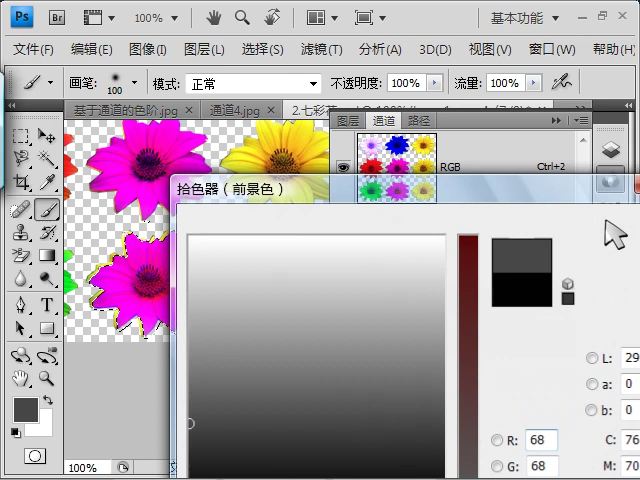 Ps Br 100% 基本功能
文件(F) 编辑(E) 图像(I) 图层(L) 选择(S) 滤镜(T) 分析(A) 3D(D) 视图(V) 窗口(W) 帮助(H)
画笔: 100 模式: 正常 不透明度: 100% 流量: 100%
基于通道的色阶.jpg 通道4.jpg 2.七彩花
图层 通道 路径
RGB Ctrl+2
拾色器（前景色）
L: 29
a: 0
b: 0
R: 68 C: 76
G: 68 M: 70
T
100%